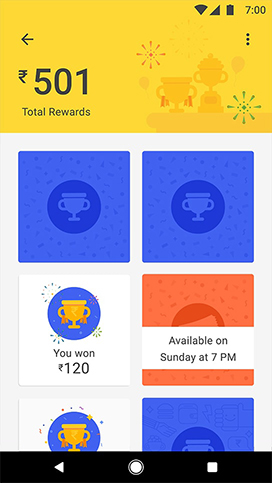 7:00
₹501
Total Rewards
You won
₹120
Available on
Sunday at 7 PM